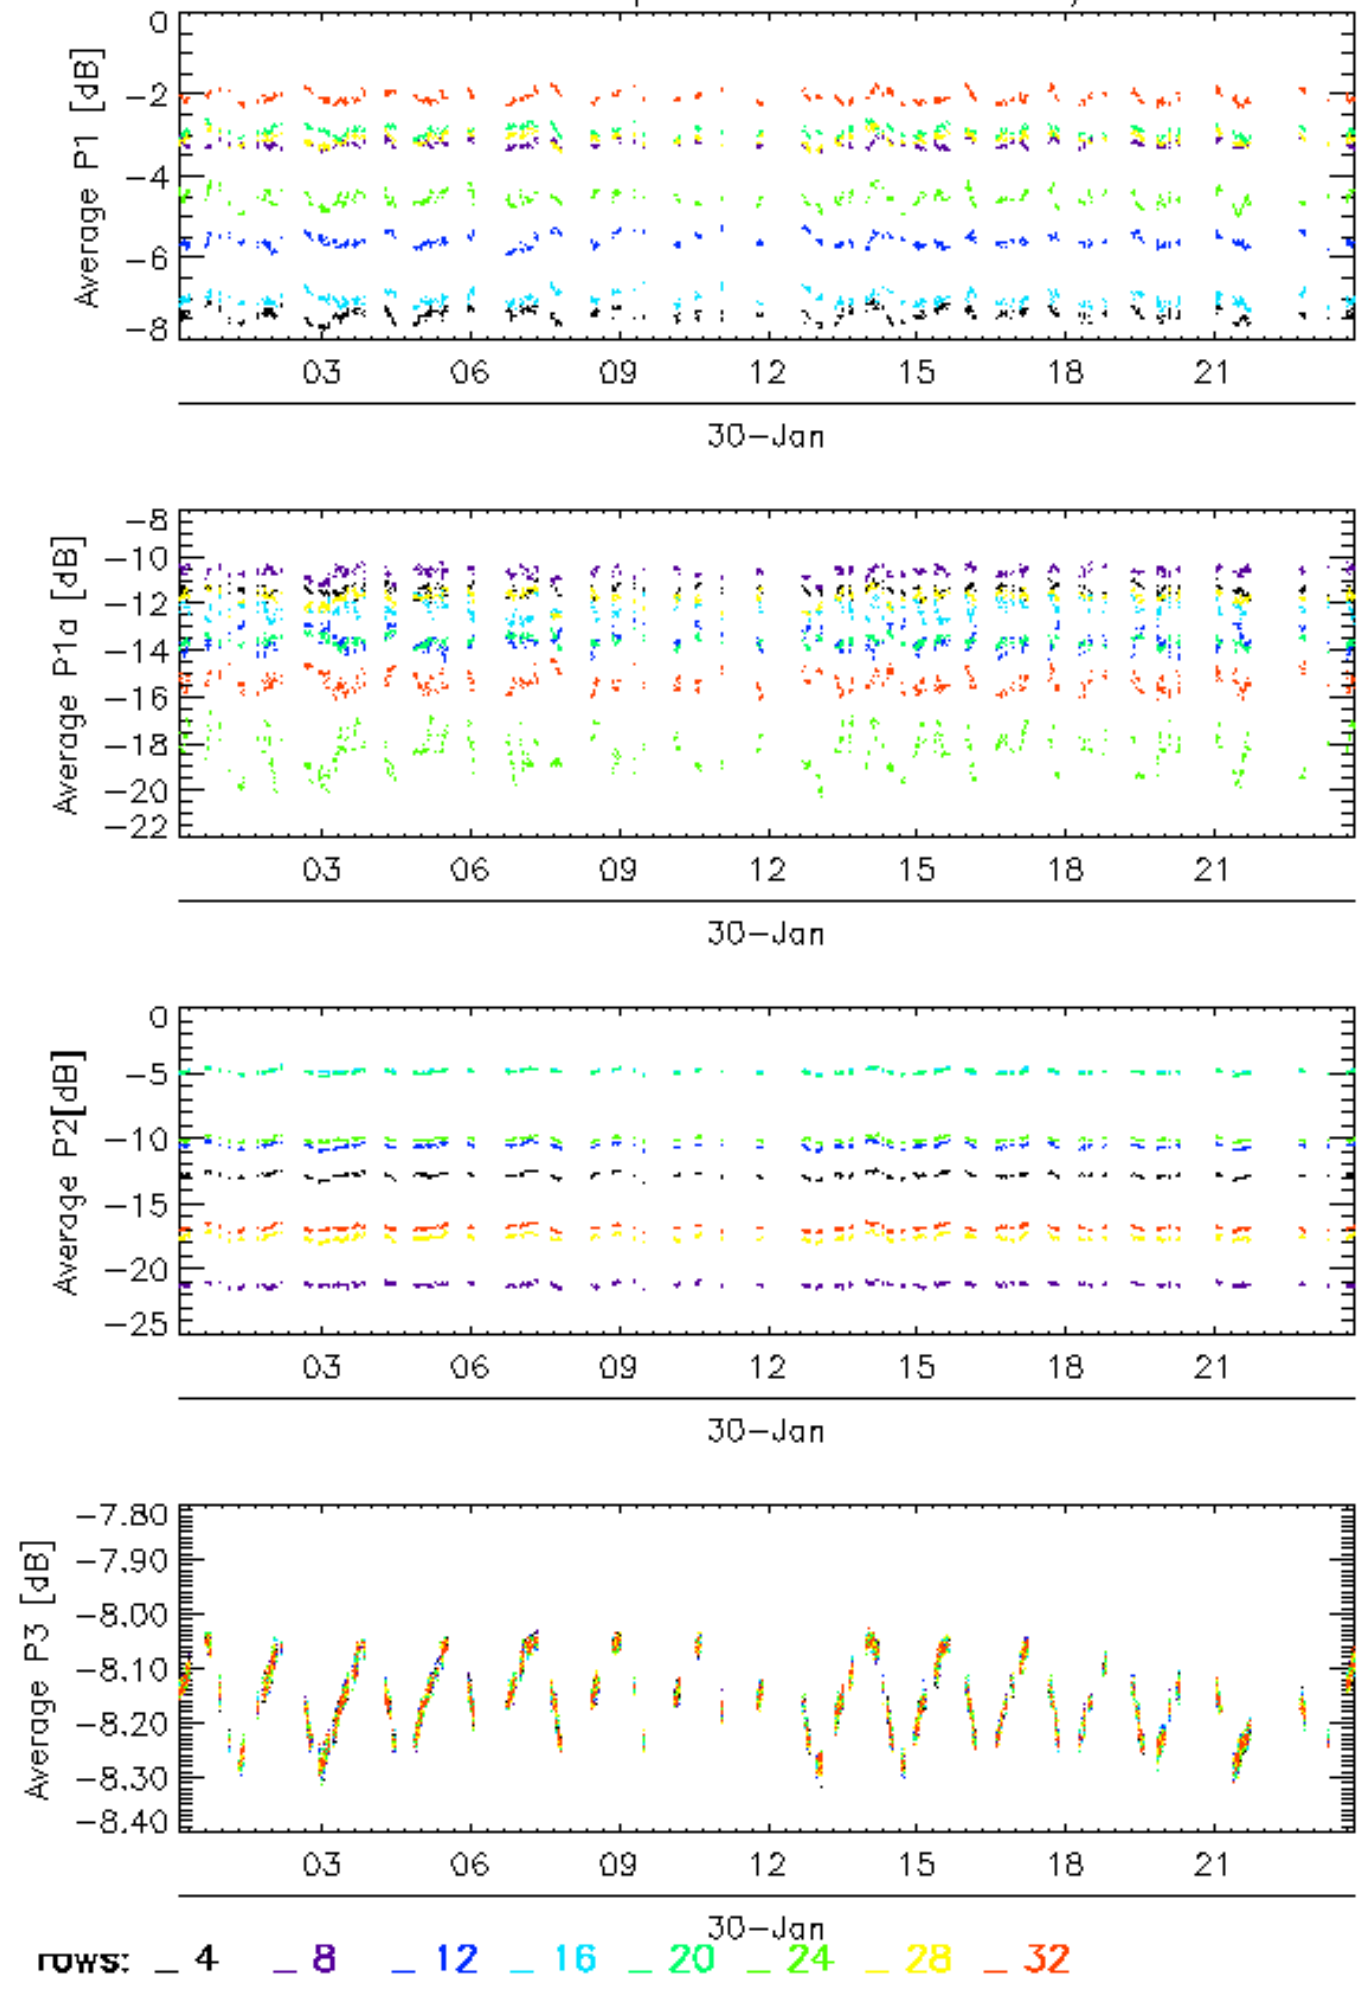 Average P1 [dB]
0
-2
-4
-6
-8
03 06 09 12 15 18 21
30-Jan
Average P1a [dB]
-8
-10
-12
-14
-16
-18
-20
-22
03 06 09 12 15 18 21
30-Jan
Average P2[dB]
0
-5
-10
-15
-20
-25
03 06 09 12 15 18 21
30-Jan
Average P3 [dB]
-7.80
-7.90
-8.00
-8.10
-8.20
-8.30
-8.40
03 06 09 12 15 18 21
30-Jan
rows: _ 4 _ 8 _ 12 _ 16 _ 20 _ 24 _ 28 _ 32